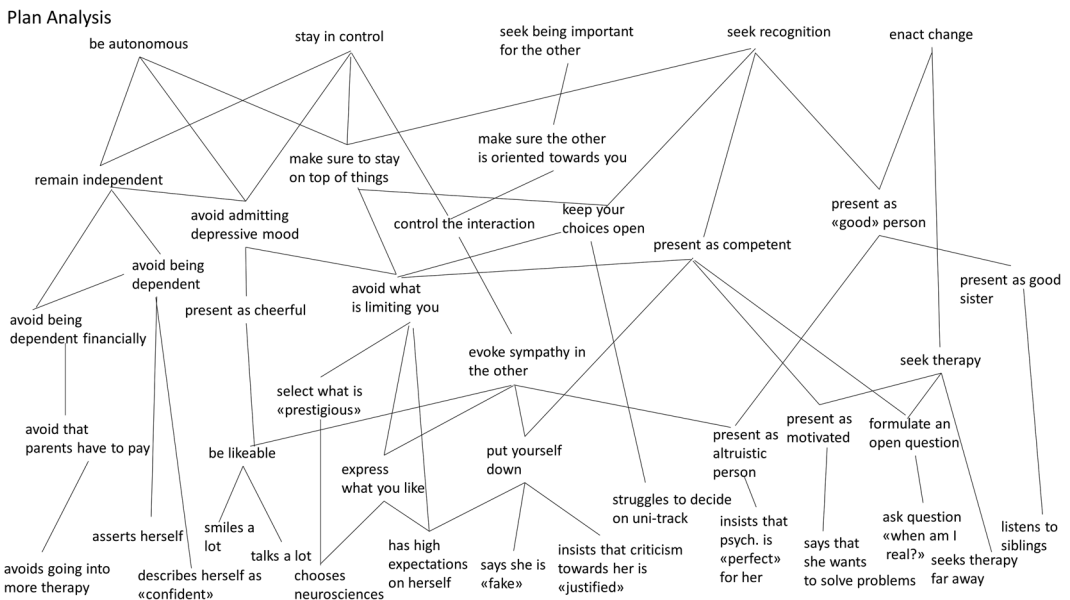 Plan Analysis
be autonomous
stay in control
seek being important
for the other
seek recognition
enact change
make sure to stay
on top of things
make sure the other
is oriented towards you
remain independent
avoid admitting
depressive mood
control the interaction
keep your
choices open
present as
«good» person
present as competent
avoid being
dependent
present as good
sister
avoid being
dependent financially
present as cheerful
avoid what
is limiting you
evoke sympathy in
the other
seek therapy
select what is
«prestigious»
avoid that
parents have to pay
be likeable
express
what you like
put yourself
down
present as
altruistic
person
present as
motivated
formulate an
open question
struggles to decide
on uni-track
asserts herself
smiles a
lot
talks a lot
has high
expectations
on herself
says she is
«fake»
insists that criticism
towards her is
«justified»
insists that
psych. is
«perfect»
for her
says that
she wants
to solve problems
ask question
«when am I
real?»
seeks therapy
far away
listens to
siblings
avoids going into
more therapy
describes herself as
«confident»
chooses
neurosciences